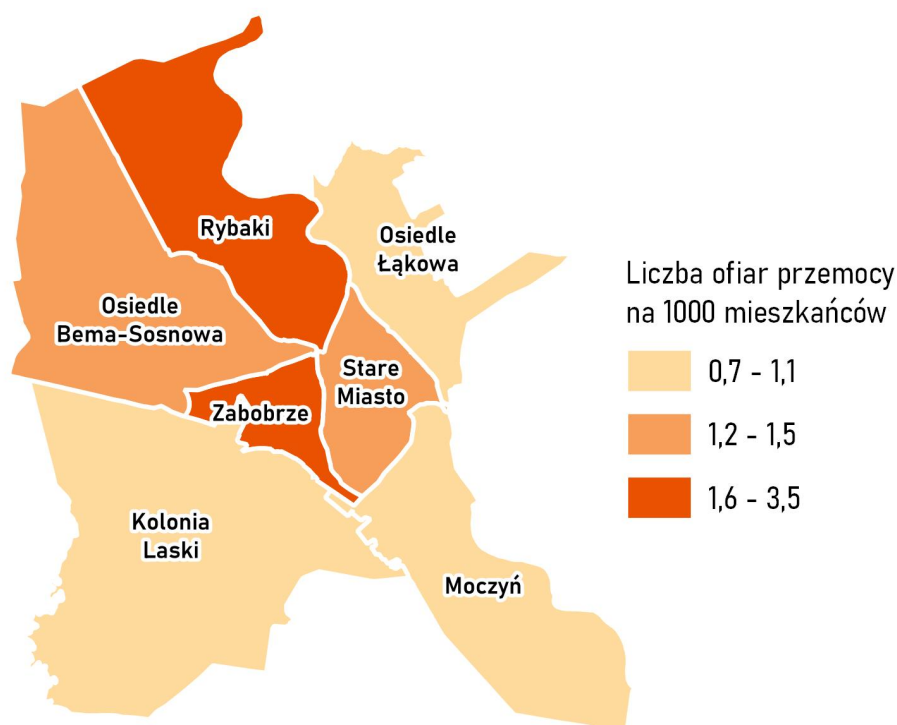 Rybaki
Osiedle
Łąkowa
Osiedle
Bema-Sosnowa
Stare
Miasto
Zabobrze
Kolonia
Laski
Moczyń
Liczba ofiar przemocy
na 1000 mieszkańców
0,7 - 1,1
1,2 - 1,5
1,6 - 3,5